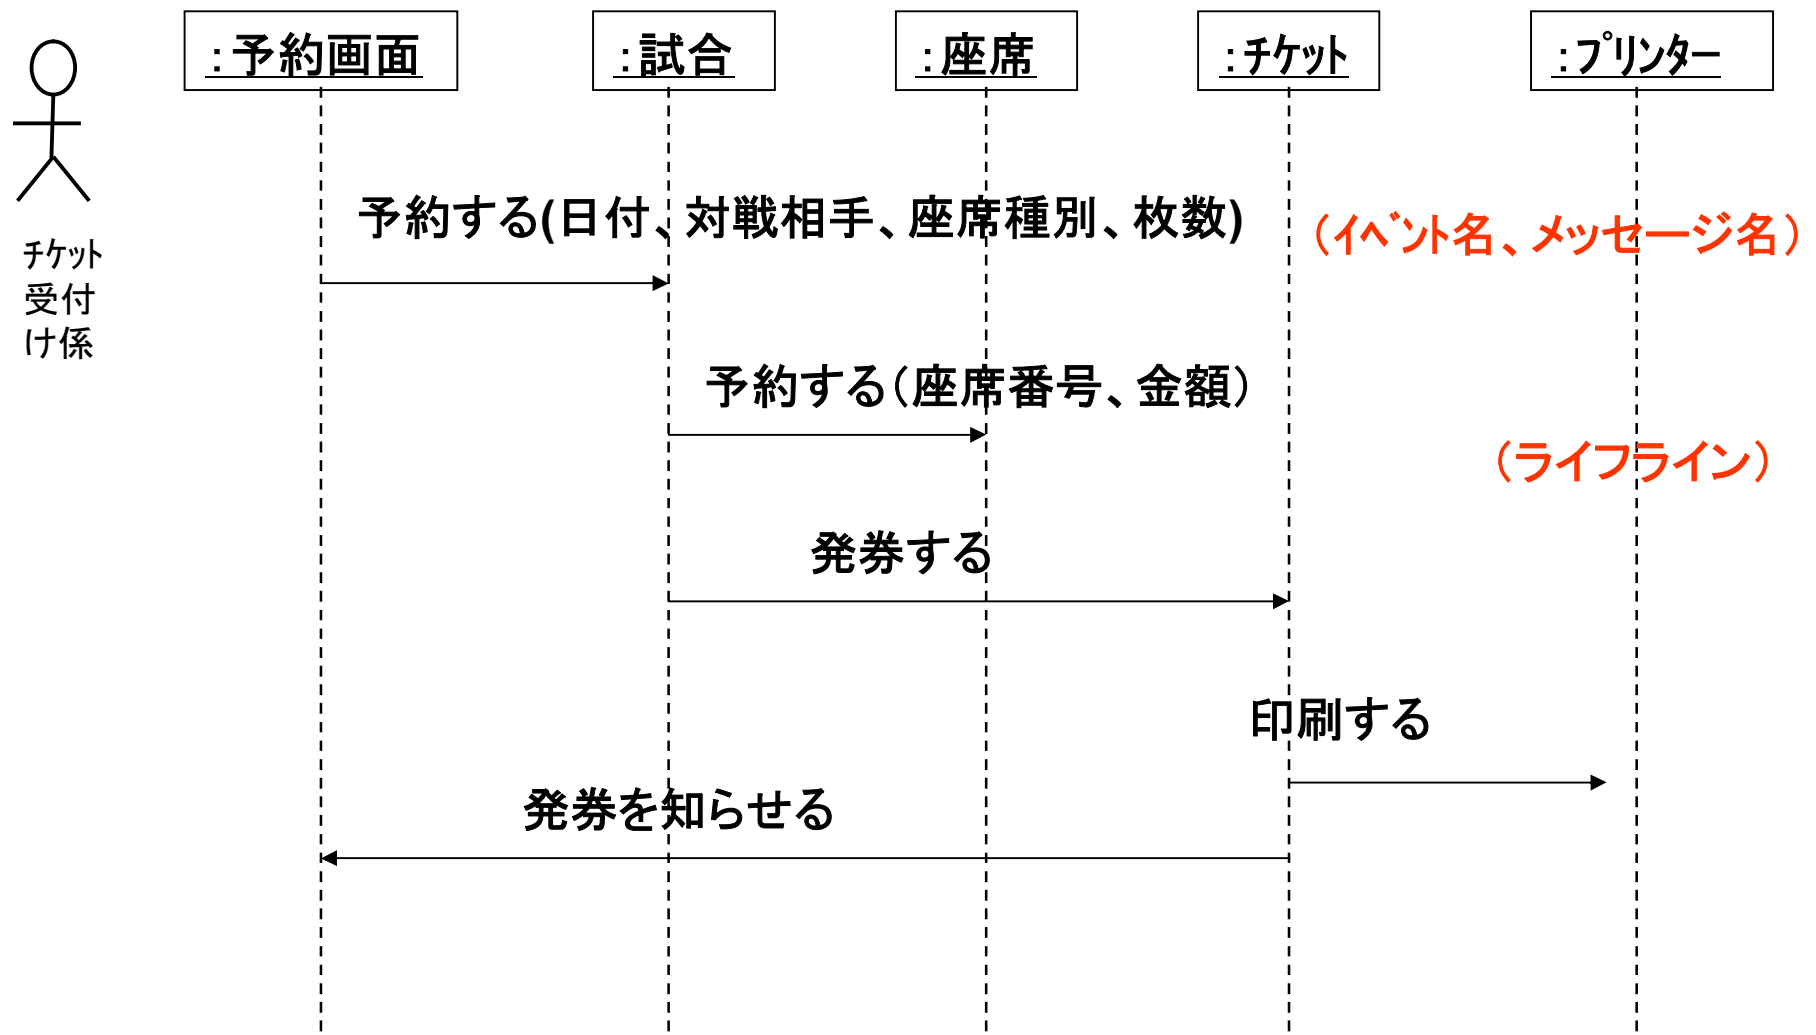 :予約画面
:試合
:座席
:ﾁｹｯﾄ
:ﾌﾟﾘﾝﾀｰ
ﾁｹｯﾄ
受付
け係
予約する(日付、対戦相手、座席種別、枚数)
（ｲﾍﾞﾝﾄ名、メッセージ名）
予約する（座席番号、金額）
（ライフライン）
発券する
印刷する
発券を知らせる